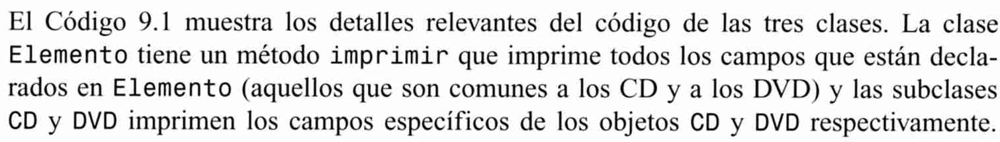 El Código 9.1 muestra los detalles relevantes del código de las tres clases. La clase
Elemento tiene un método imprimir que imprime todos los campos que están decla-
rados en Elemento (aquellos que son comunes a los CD y a los DVD) y las subclases
CD y DVD imprimen los campos específicos de los objetos CD y DVD respectivamente.